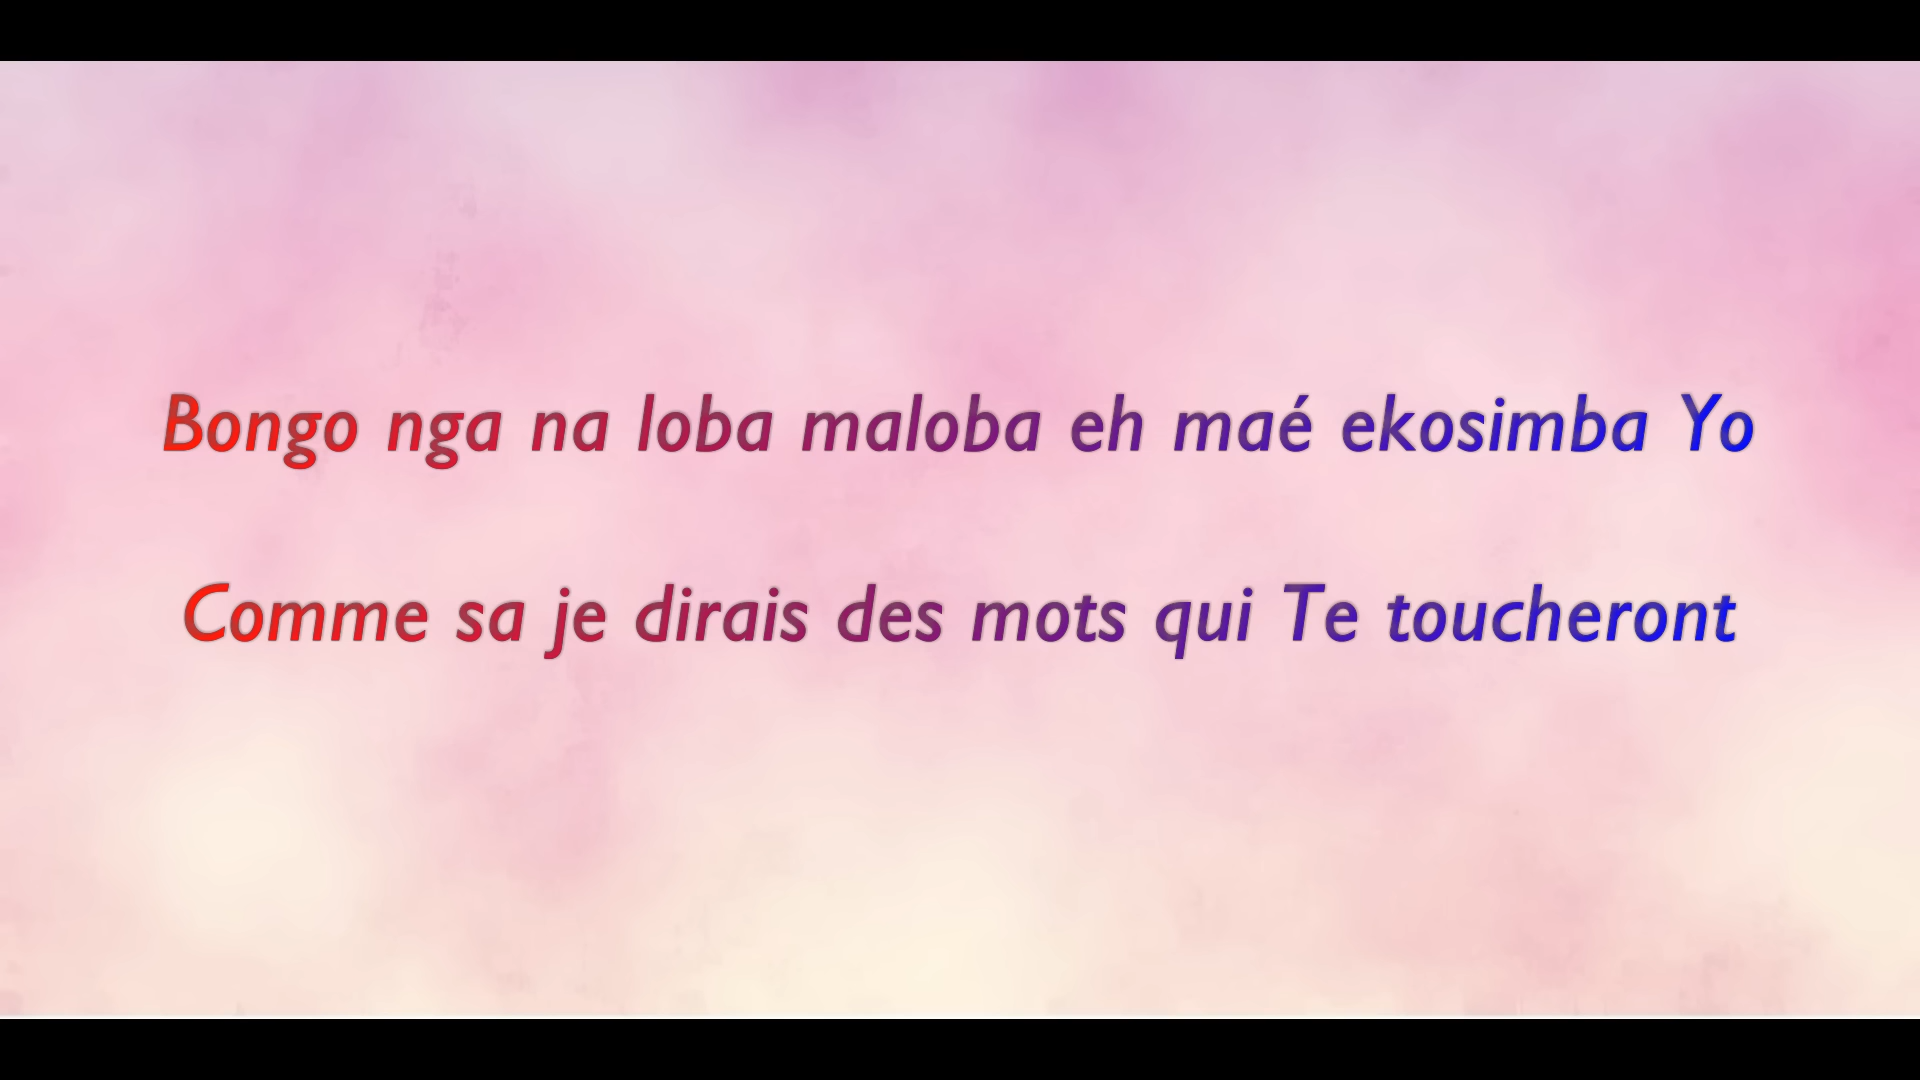 Bongo nga na loba maloba eh maé ekosimba Yo
Comme sa je dirais des mots qui Te toucheront